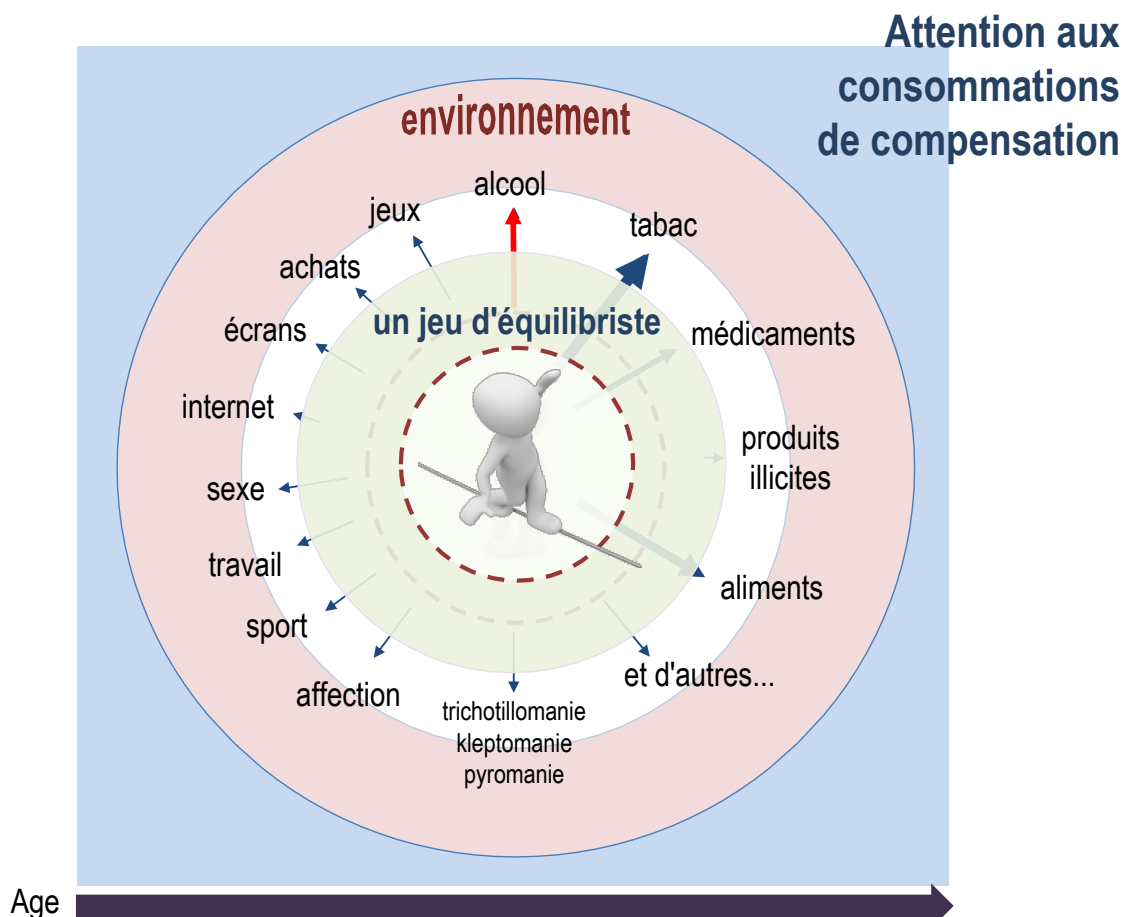 Attention aux
consommations
de compensation
environnement
alcool
jeux
tabac
achats
un jeu d'équilibriste
écrans
médicaments
internet
produits
illicites
sexe
travail
aliments
sport
et d'autres...
affection
trichotillomanie
kleptomanie
pyromanie
Age